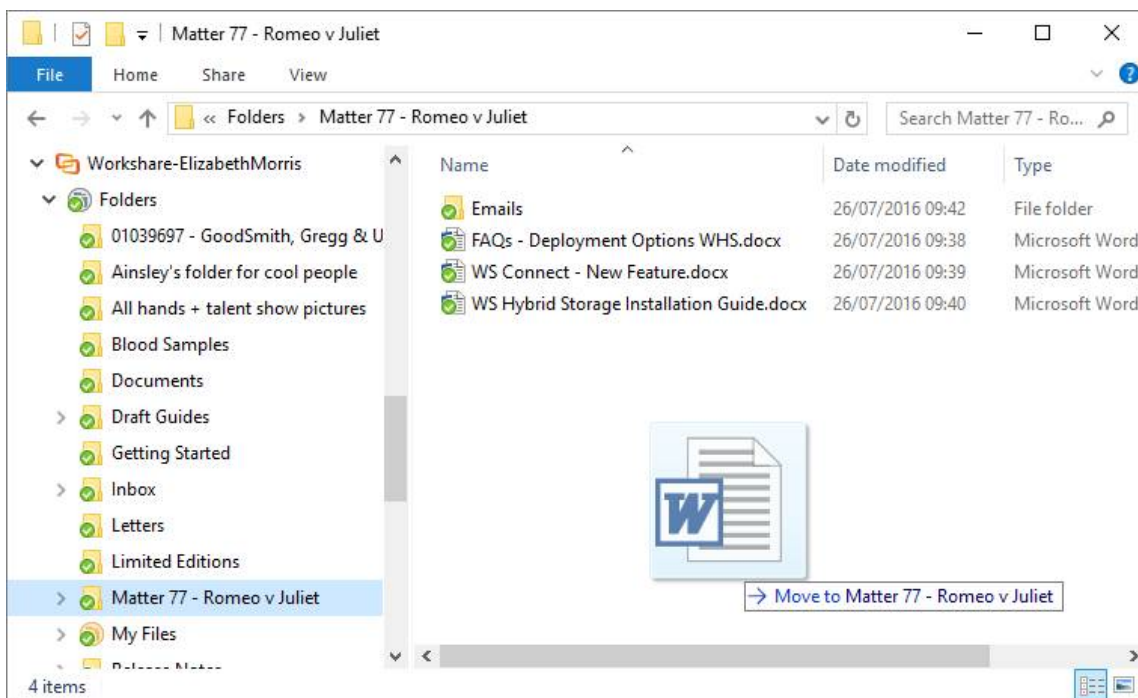 Matter 77 - Romeo v Juliet
File Home Share View
« Folders › Matter 77 - Romeo v Juliet Search Matter 77 - Ro...
Workshare-ElizabethMorris
Folders
01039697 - GoodSmith, Gregg & U
Ainsley's folder for cool people
All hands + talent show pictures
Blood Samples
Documents
Draft Guides
Getting Started
Inbox
Letters
Limited Editions
Matter 77 - Romeo v Juliet
My Files
Release Notes
Name Date modified Type
Emails 26/07/2016 09:42 File folder
FAQs - Deployment Options WHS.docx 26/07/2016 09:38 Microsoft Word
WS Connect - New Feature.docx 26/07/2016 09:39 Microsoft Word
WS Hybrid Storage Installation Guide.docx 26/07/2016 09:40 Microsoft Word
W
→ Move to Matter 77 - Romeo v Juliet
4 items